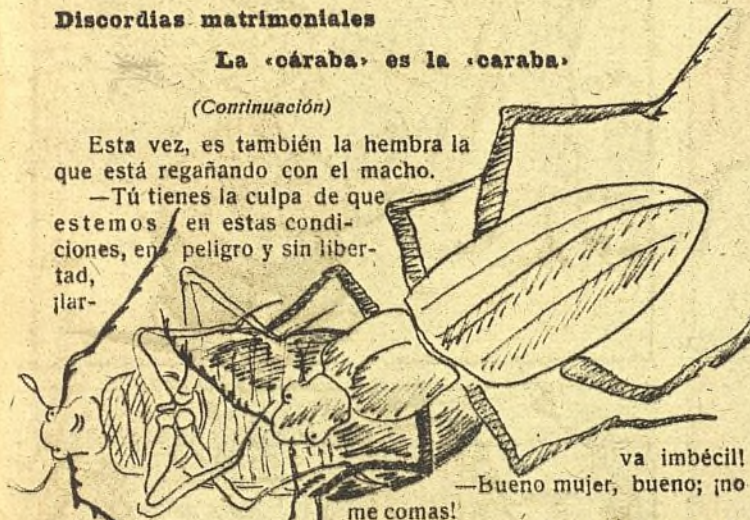 Discordias matrimoniales
La «cáraba» es la «caraba»
(Continuación)
Esta vez, es también la hembra la
que está regañando con el macho.
—Tú tienes la culpa de que
estemos en estas condi-
ciones, en peligro y sin liber-
tad,
¡lar-
va imbécil!
—Bueno mujer, bueno; ¡no
me comas!